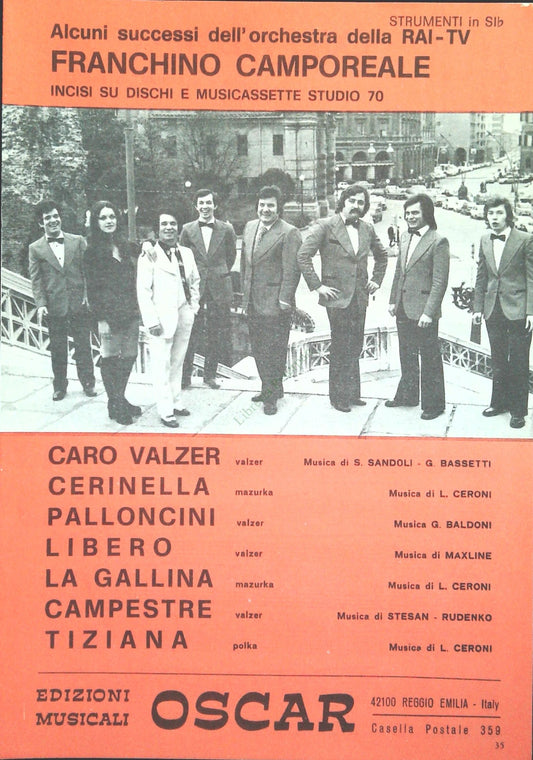 STRUMENTI in SI♭
Alcuni successi dell'orchestra della RAI-TV
FRANCHINO CAMPOREALE
INCISI SU DISCHI E MUSICASSETTE STUDIO 70
CARO VALZER valzer Musica di S. SANDOLI - G. BASSETTI
CERINELLA mazurka Musica di L. CERONI
PALLONCINI valzer Musica G. BALDONI
LIBERO valzer Musica di MAXLINE
LA GALLINA mazurka Musica di L. CERONI
CAMPESTRE valzer Musica di STESAN - RUDENKO
TIZIANA polka Musica di L. CERONI
EDIZIONI
MUSICALI
OSCAR
42100 REGGIO EMILIA - Italy
Casella Postale 359
35